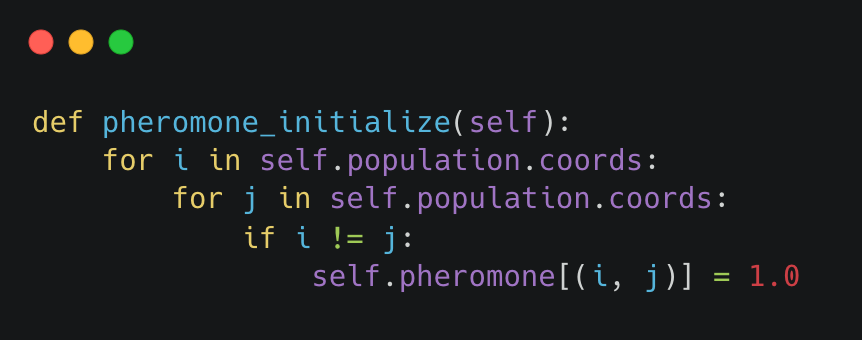 def pheromone_initialize(self):
    for i in self.population.coords:
        for j in self.population.coords:
            if i != j:
                self.pheromone[(i, j)] = 1.0